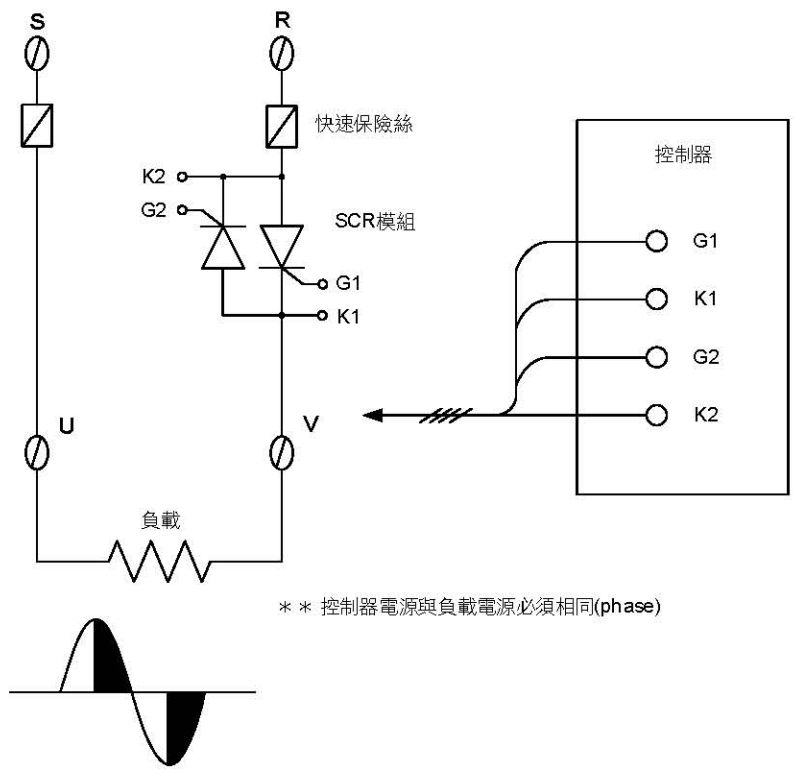 S
R
快速保險絲
控制器
K2
G2
SCR模組
G1
K1
G1
K1
G2
K2
U
V
負載
＊＊ 控制器電源與負載電源必須相同(phase)